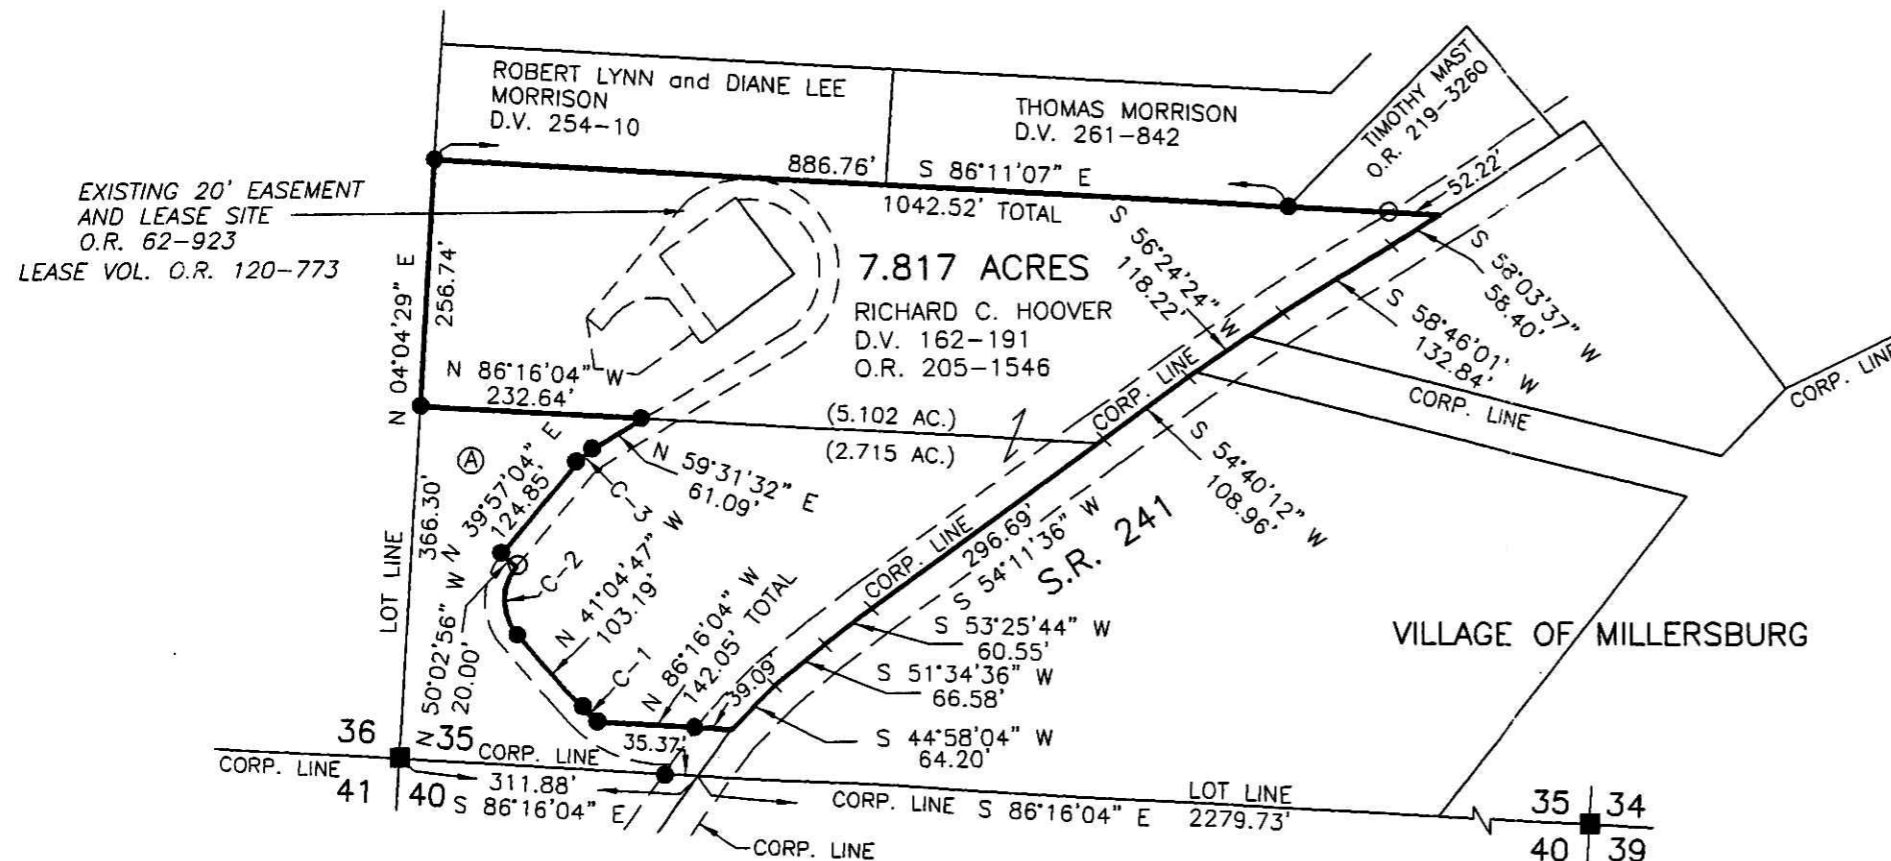 ROBERT LYNN and DIANE LEE
MORRISON
D.V. 254-10
THOMAS MORRISON
D.V. 261-842
TIMOTHY MAST
O.R. 219-3260
EXISTING 20' EASEMENT
AND LEASE SITE
O.R. 62-923
LEASE VOL. O.R. 120-773
886.76'
S 86°11'07" E
1042.52' TOTAL
52.22'
N 04°04'29" E
256.74'
7.817 ACRES
RICHARD C. HOOVER
D.V. 162-191
O.R. 205-1546
S 56°24'24" W
118.22'
S 58°03'37" W
58.40'
S 58°46'01" W
132.84'
CORP. LINE
CORP. LINE
CORP. LINE
N 86°16'04" W
232.64'
(5.102 AC.)
(2.715 AC.)
A
N 59°31'32" E
61.09'
N 39°57'04" E
124.85'
C-3
S 54°40'12" W
108.96'
366.30'
LOT LINE
CORP. LINE
296.69'
S 54°11'36" W
S.R. 241
C-2
N 41°04'47" W
103.19'
N 50°02'56" W
20.00'
C-1
N 86°16'04" W
142.05' TOTAL
39.09'
S 53°25'44" W
60.55'
S 51°34'36" W
66.58'
S 44°58'04" W
64.20'
VILLAGE OF MILLERSBURG
36
35
CORP. LINE
CORP. LINE
41
40
35.37'
311.88'
S 86°16'04" E
CORP. LINE S 86°16'04" E
LOT LINE
2279.73'
CORP. LINE
35
34
40
39